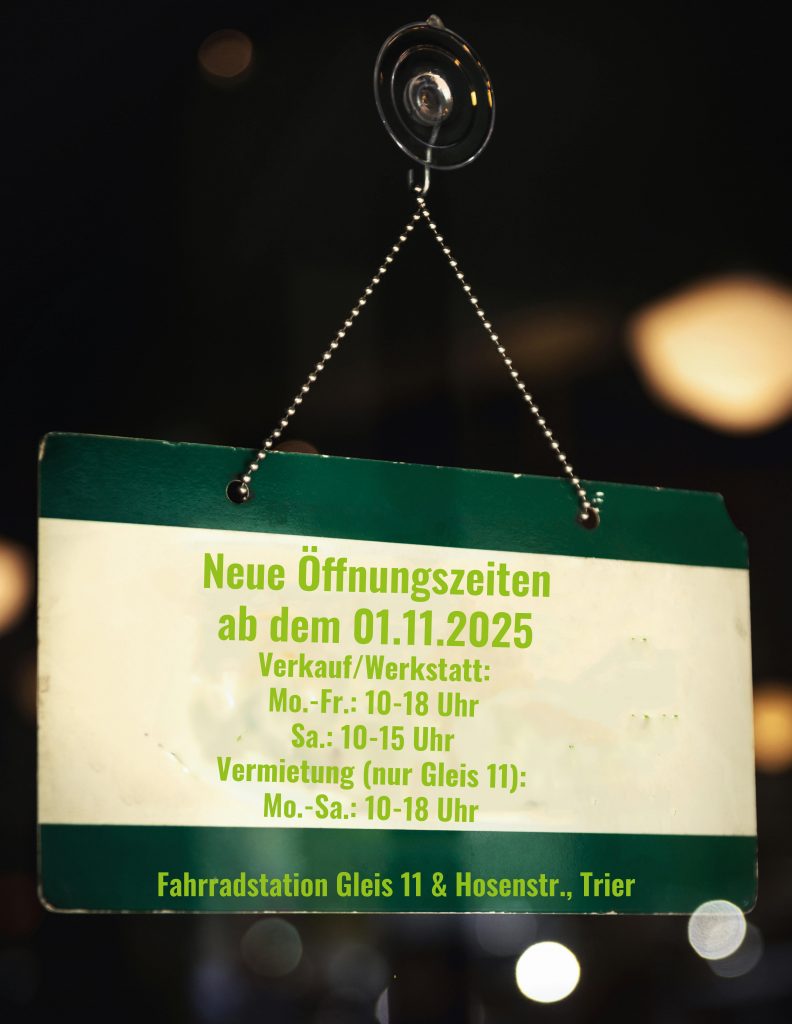 Neue Öffnungszeiten
ab dem 01.11.2025
Verkauf/Werkstatt:
Mo.-Fr.: 10-18 Uhr
Sa.: 10-15 Uhr
Vermietung (nur Gleis 11):
Mo.-Sa.: 10-18 Uhr
Fahrradstation Gleis 11 & Hosenstr., Trier